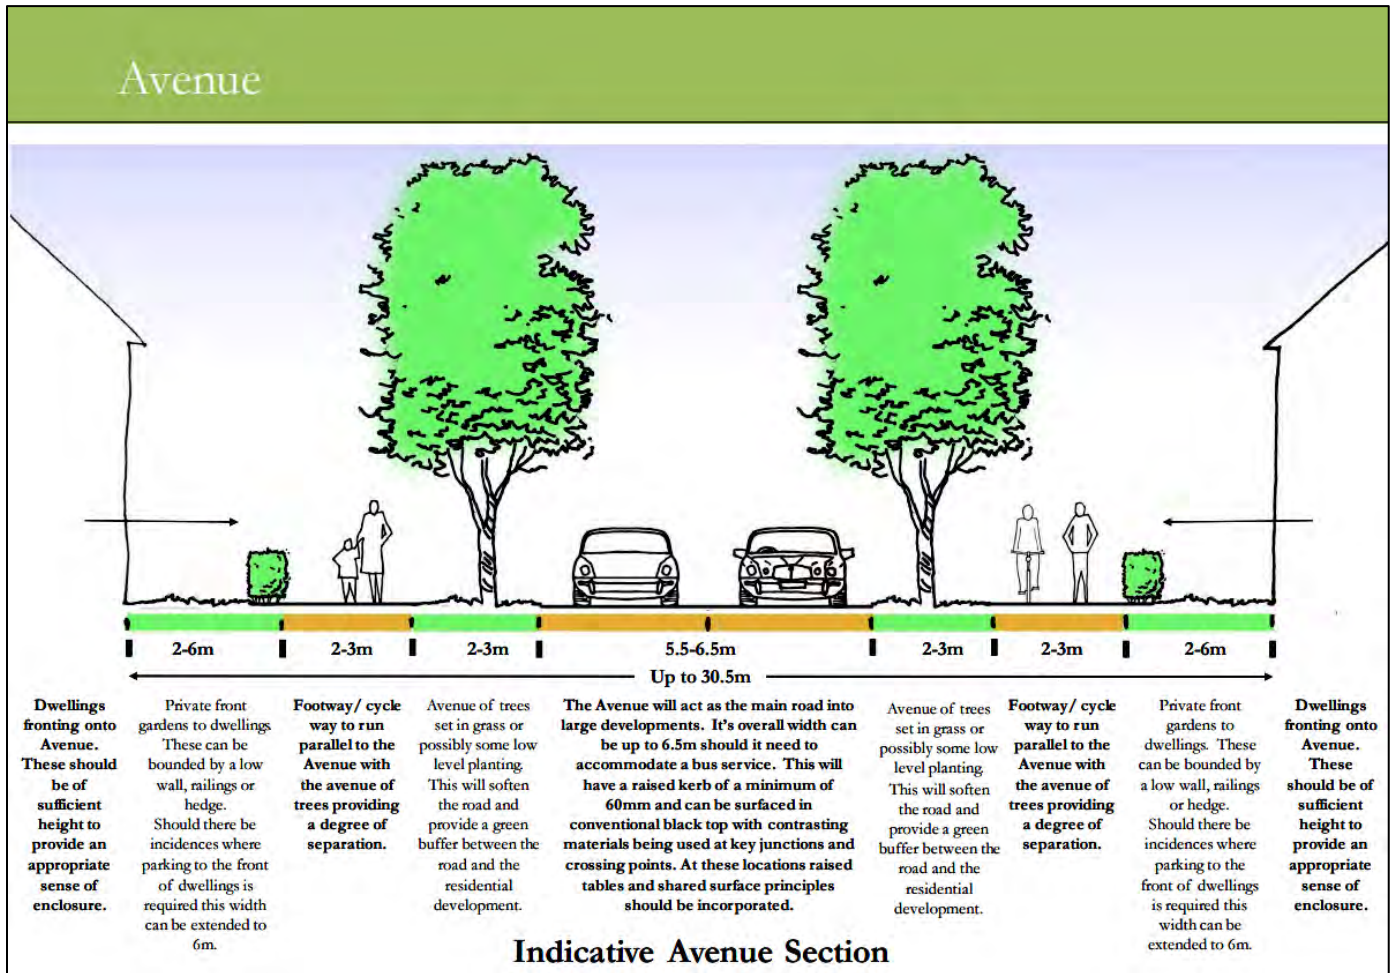 Avenue
2-6m
2-3m
2-3m
5.5-6.5m
2-3m
2-3m
2-6m
Up to 30.5m
Dwellings
fronting onto
Avenue.
These should
be of
sufficient
height to
provide an
appropriate
sense of
enclosure.
Private front
gardens to dwellings
These can be
bounded by a low
wall, railings or
hedge.
Should there be
incidences where
parking to the front
of dwellings is
required this width
can be extended to
6m.
Footway/ cycle
way to run
parallel to the
Avenue with
the avenue of
trees providing
a degree of
separation.
Avenue of trees
set in grass or
possibly some low
level planting.
This will soften
the road and
provide a green
buffer between the
road and the
residential
development.
The Avenue will act as the main road into
large developments. It's overall width can
be up to 6.5m should it need to
accommodate a bus service. This will
have a raised kerb of a minimum of
60mm and can be surfaced in
conventional black top with contrasting
materials being used at key junctions and
crossing points. At these locations raised
tables and shared surface principles
should be incorporated.
Avenue of trees
set in grass or
possibly some low
level planting.
This will soften
the road and
provide a green
buffer between the
road and the
residential
development.
Footway/ cycle
way to run
parallel to the
Avenue with
the avenue of
trees providing
a degree of
separation.
Private front
gardens to
dwellings. These
can be bounded by
a low wall, railings
or hedge.
Should there be
incidences where
parking to the
front of dwellings
is required this
width can be
extended to 6m.
Dwellings
fronting onto
Avenue.
These
should be of
sufficient
height to
provide an
appropriate
sense of
enclosure.
Indicative Avenue Section